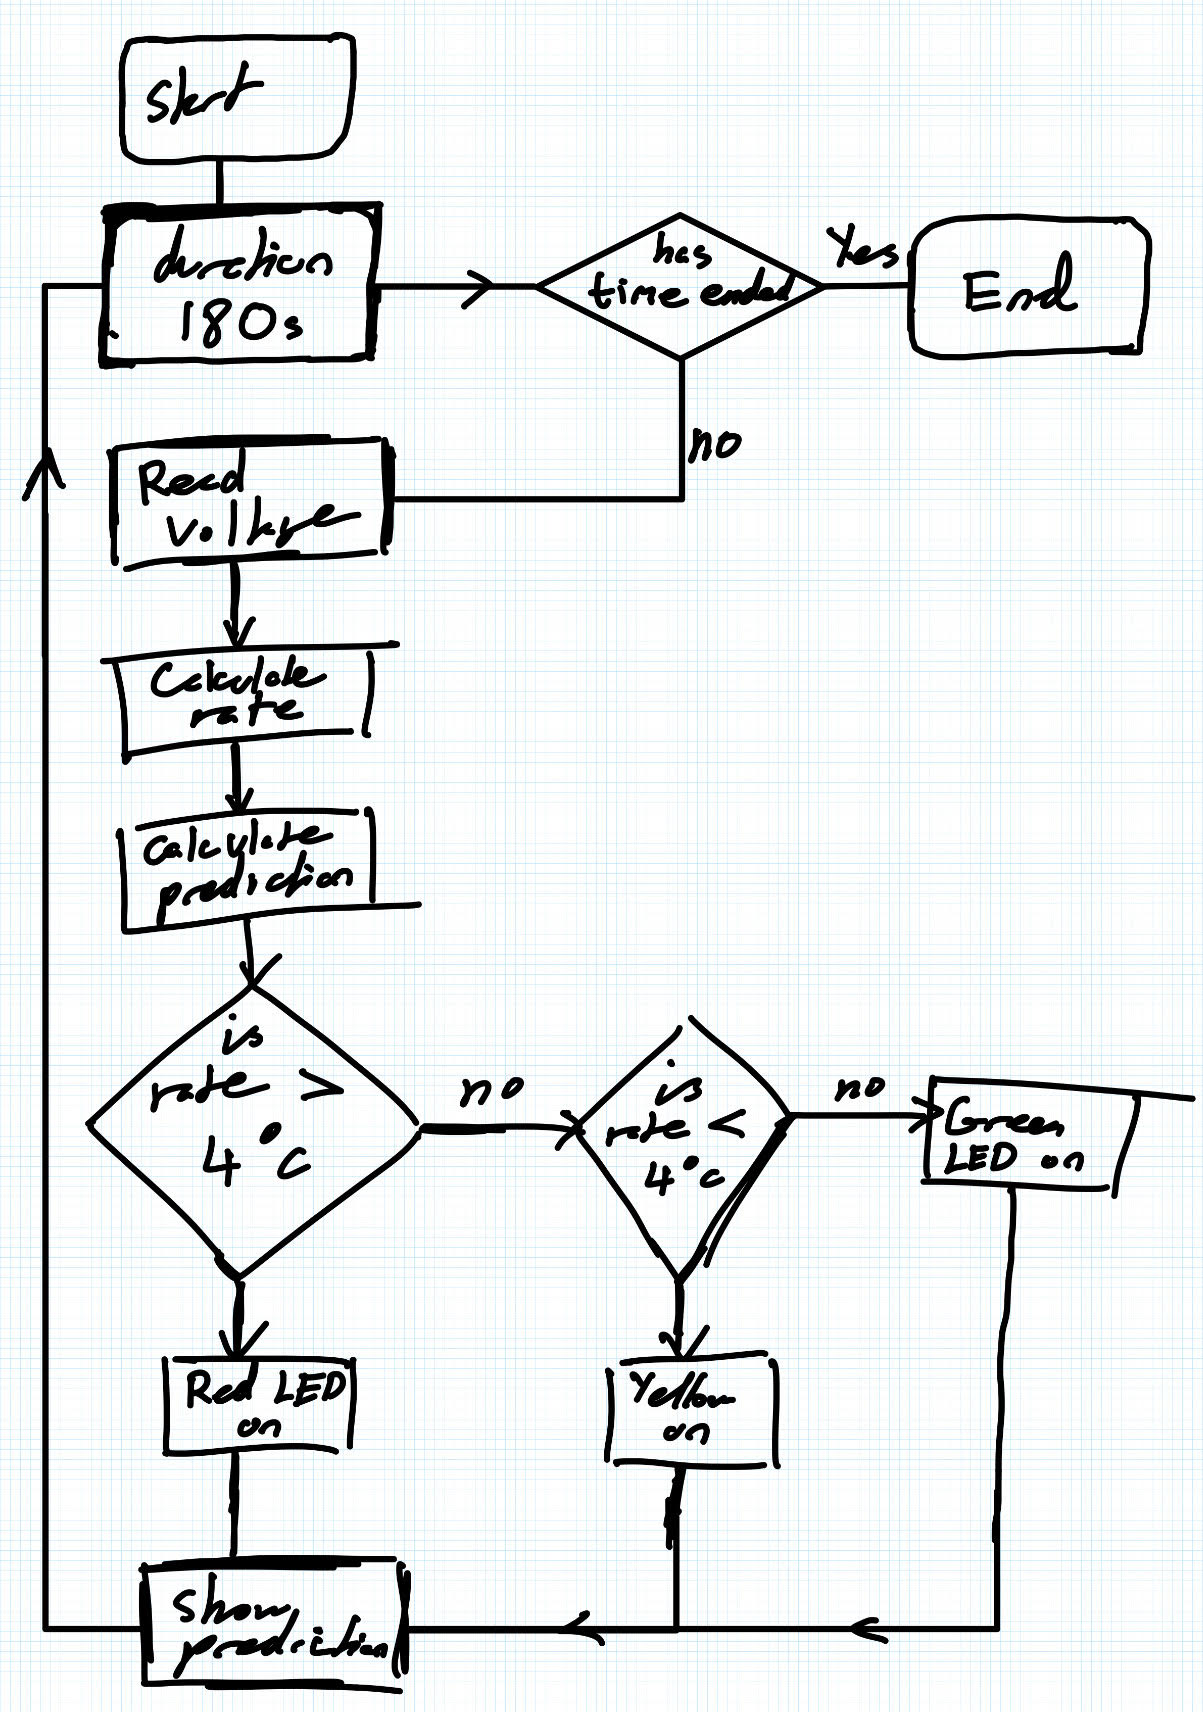 Start
duration
180s
has
time ended
Yes
End
no
Read
voltage
Calculate
rate
Calculate
prediction
is
rate >
4°C
no
is
rate <
4°C
no
Green
LED on
Red LED
on
Yellow
on
Show
prediction